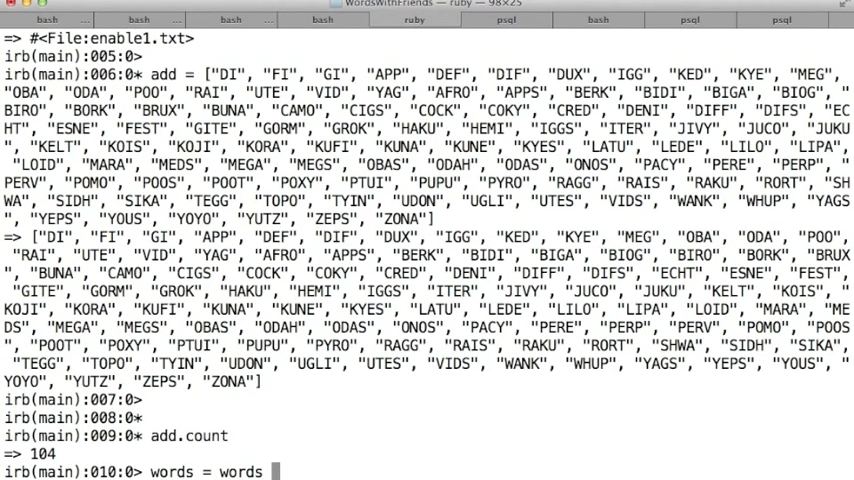 WordsWithFriends — ruby — 98×25
bash bash ... bash ... bash ruby psql bash psql psql
=> #<File:enable1.txt>
irb(main):005:0>
irb(main):006:0* add = ["DI", "FI", "GI", "APP", "DEF", "DIF", "DUX", "IGG", "KED", "KYE", "MEG",
"OBA", "ODA", "POO", "RAI", "UTE", "VID", "YAG", "AFRO", "APPS", "BERK", "BIDI", "BIGA", "BIOG", "
BIRO", "BORK", "BRUX", "BUNA", "CAMO", "CIGS", "COCK", "COKY", "CRED", "DENI", "DIFF", "DIFS", "EC
HT", "ESNE", "FEST", "GITE", "GORM", "GROK", "HAKU", "HEMI", "IGGS", "ITER", "JIVY", "JUCO", "JUKU
", "KELT", "KOIS", "KOJI", "KORA", "KUFI", "KUNA", "KUNE", "KYES", "LATU", "LEDE", "LILO", "LIPA",
"LOID", "MARA", "MEDS", "MEGA", "MEGS", "OBAS", "ODAH", "ODAS", "ONOS", "PACY", "PERE", "PERP", "
PERV", "POMO", "POOS", "POOT", "POXY", "PTUI", "PUPU", "PYRO", "RAGG", "RAIS", "RAKU", "RORT", "SH
WA", "SIDH", "SIKA", "TEGG", "TOPO", "TYIN", "UDON", "UGLI", "UTES", "VIDS", "WANK", "WHUP", "YAGS
", "YEPS", "YOUS", "YOYO", "YUTZ", "ZEPS", "ZONA"]
=> ["DI", "FI", "GI", "APP", "DEF", "DIF", "DUX", "IGG", "KED", "KYE", "MEG", "OBA", "ODA", "POO",
"RAI", "UTE", "VID", "YAG", "AFRO", "APPS", "BERK", "BIDI", "BIGA", "BIOG", "BIRO", "BORK", "BRUX
", "BUNA", "CAMO", "CIGS", "COCK", "COKY", "CRED", "DENI", "DIFF", "DIFS", "ECHT", "ESNE", "FEST",
"GITE", "GORM", "GROK", "HAKU", "HEMI", "IGGS", "ITER", "JIVY", "JUCO", "JUKU", "KELT", "KOIS", "
KOJI", "KORA", "KUFI", "KUNA", "KUNE", "KYES", "LATU", "LEDE", "LILO", "LIPA", "LOID", "MARA", "ME
DS", "MEGA", "MEGS", "OBAS", "ODAH", "ODAS", "ONOS", "PACY", "PERE", "PERP", "PERV", "POMO", "POOS
", "POOT", "POXY", "PTUI", "PUPU", "PYRO", "RAGG", "RAIS", "RAKU", "RORT", "SHWA", "SIDH", "SIKA",
"TEGG", "TOPO", "TYIN", "UDON", "UGLI", "UTES", "VIDS", "WANK", "WHUP", "YAGS", "YEPS", "YOUS", "
YOYO", "YUTZ", "ZEPS", "ZONA"]
irb(main):007:0>
irb(main):008:0*
irb(main):009:0* add.count
=> 104
irb(main):010:0> words = words